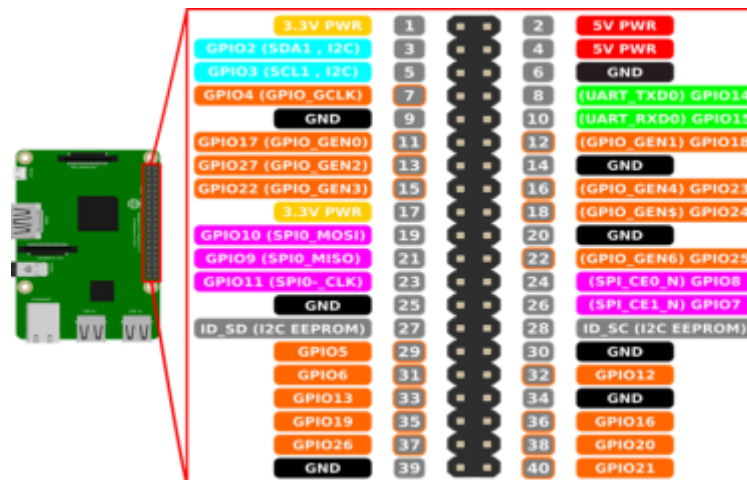 3.3V PWR 1 2 5V PWR
GPIO2 (SDA1 , I2C) 3 4 5V PWR
GPIO3 (SCL1 , I2C) 5 6 GND
GPIO4 (GPIO_GCLK) 7 8 (UART_TXD0) GPIO14
GND 9 10 (UART_RXD0) GPIO15
GPIO17 (GPIO_GEN0) 11 12 (GPIO_GEN1) GPIO18
GPIO27 (GPIO_GEN2) 13 14 GND
GPIO22 (GPIO_GEN3) 15 16 (GPIO_GEN4) GPIO23
3.3V PWR 17 18 (GPIO_GEN$) GPIO24
GPIO10 (SPI0_MOSI) 19 20 GND
GPIO9 (SPI0_MISO) 21 22 (GPIO_GEN6) GPIO25
GPIO11 (SPI0-_CLK) 23 24 (SPI_CE0_N) GPIO8
GND 25 26 (SPI_CE1_N) GPIO7
ID_SD (I2C EEPROM) 27 28 ID_SC (I2C EEPROM)
GPIO5 29 30 GND
GPIO6 31 32 GPIO12
GPIO13 33 34 GND
GPIO19 35 36 GPIO16
GPIO26 37 38 GPIO20
GND 39 40 GPIO21